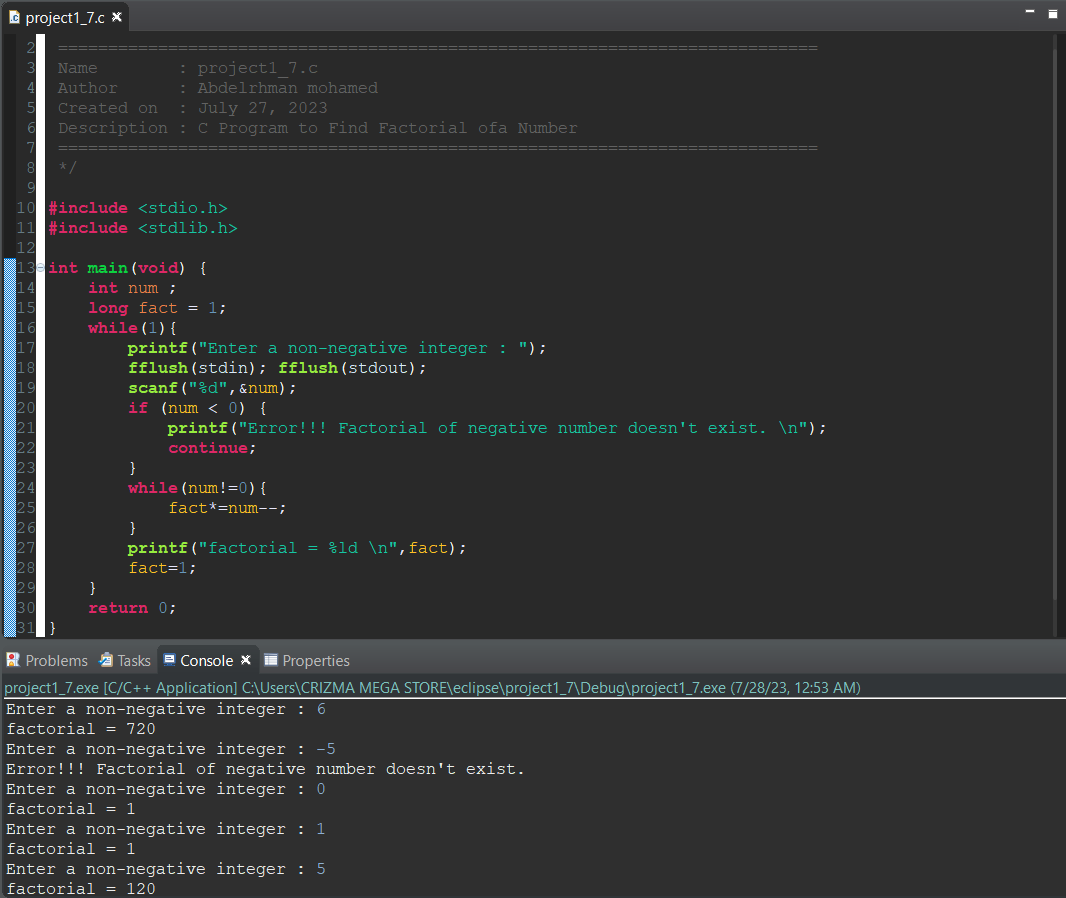 project1_7.c
2 ===========================================================================
3 Name        : project1_7.c
4 Author      : Abdelrhman mohamed
5 Created on  : July 27, 2023
6 Description : C Program to Find Factorial ofa Number
7 ===========================================================================
8 */
9
10 #include <stdio.h>
11 #include <stdlib.h>
12
13 int main(void) {
14     int num ;
15     long fact = 1;
16     while(1){
17         printf("Enter a non-negative integer : ");
18         fflush(stdin); fflush(stdout);
19         scanf("%d",&num);
20         if (num < 0) {
21             printf("Error!!! Factorial of negative number doesn't exist. \n");
22             continue;
23         }
24         while(num!=0){
25             fact*=num--;
26         }
27         printf("factorial = %ld \n",fact);
28         fact=1;
29     }
30     return 0;
31 }
Problems Tasks Console Properties
project1_7.exe [C/C++ Application] C:\Users\CRIZMA MEGA STORE\eclipse\project1_7\Debug\project1_7.exe (7/28/23, 12:53 AM)
Enter a non-negative integer : 6
factorial = 720
Enter a non-negative integer : -5
Error!!! Factorial of negative number doesn't exist.
Enter a non-negative integer : 0
factorial = 1
Enter a non-negative integer : 1
factorial = 1
Enter a non-negative integer : 5
factorial = 120